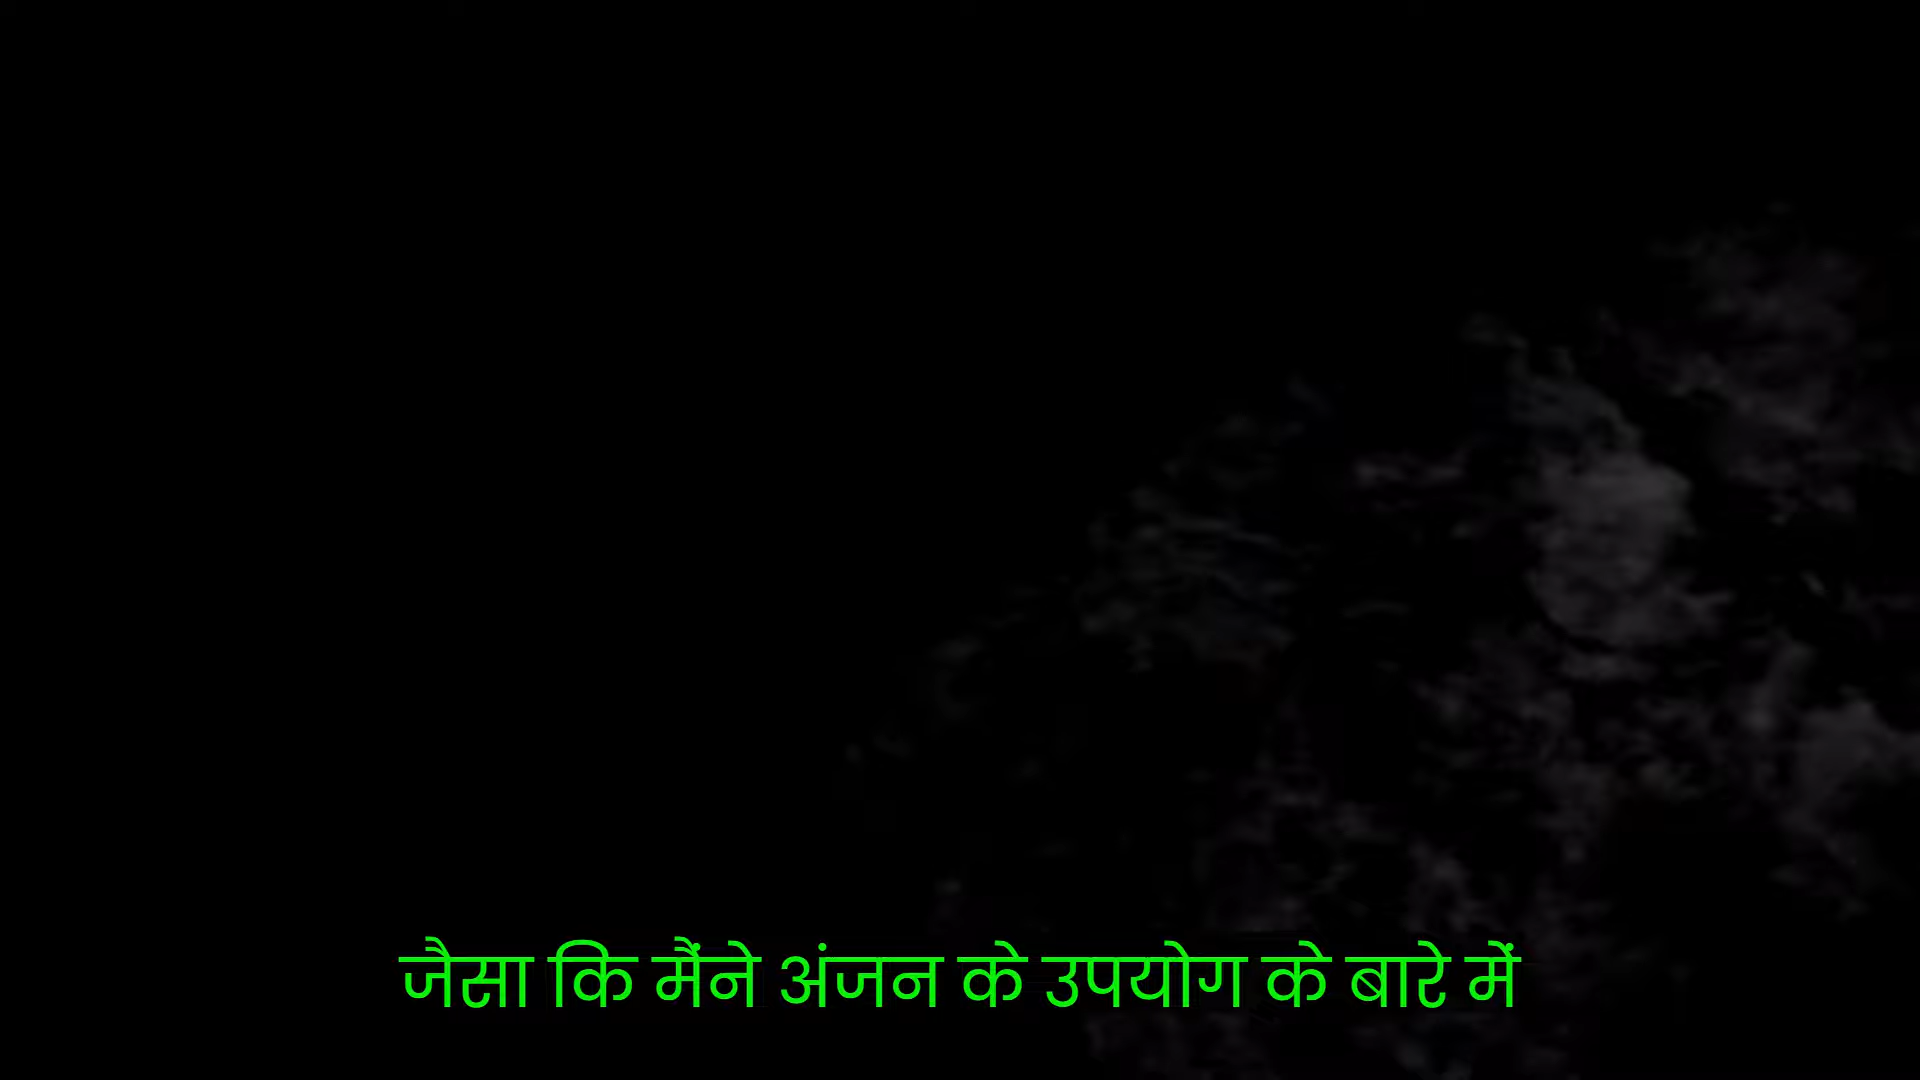 जैसा कि मैंने अंजन के उपयोग के बारे में